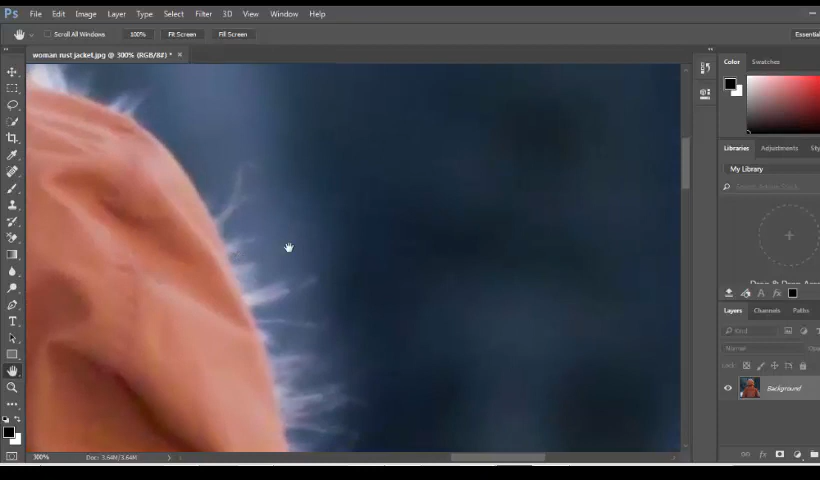 Ps File Edit Image Layer Type Select Filter 3D View Window Help
Scroll All Windows 100% Fit Screen Fill Screen Essential
woman rust jacket.jpg @ 300% (RGB/8#) * ×
Color Swatches
Libraries Adjustments Sty
My Library
Layers Channels Paths
Kind
Normal
Lock:
Background
300% Doc: 3.64M/3.64M